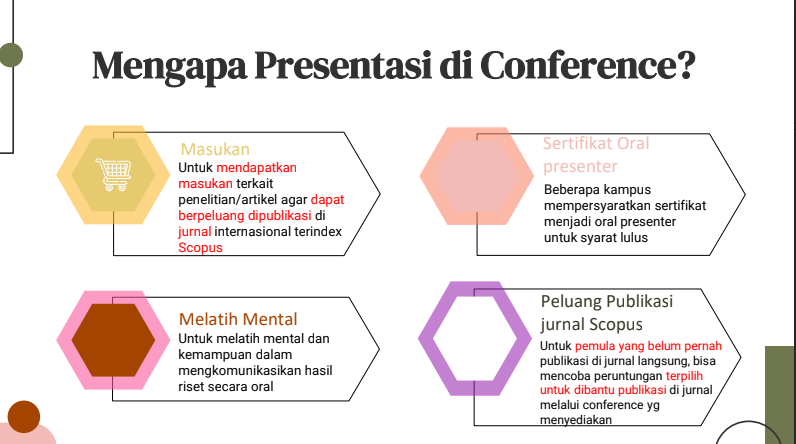 Mengapa Presentasi di Conference?
Masukan
Untuk mendapatkan
masukan terkait
penelitian/artikel agar dapat
berpeluang dipublikasi di
jurnal internasional terindex
Scopus
Sertifikat Oral
presenter
Beberapa kampus
mempersyaratkan sertifikat
menjadi oral presenter
untuk syarat lulus
Melatih Mental
Untuk melatih mental dan
kemampuan dalam
mengkomunikasikan hasil
riset secara oral
Peluang Publikasi
jurnal Scopus
Untuk pemula yang belum pernah
publikasi di jurnal langsung, bisa
mencoba peruntungan terpilih
untuk dibantu publikasi di jurnal
melalui conference yg
menyediakan